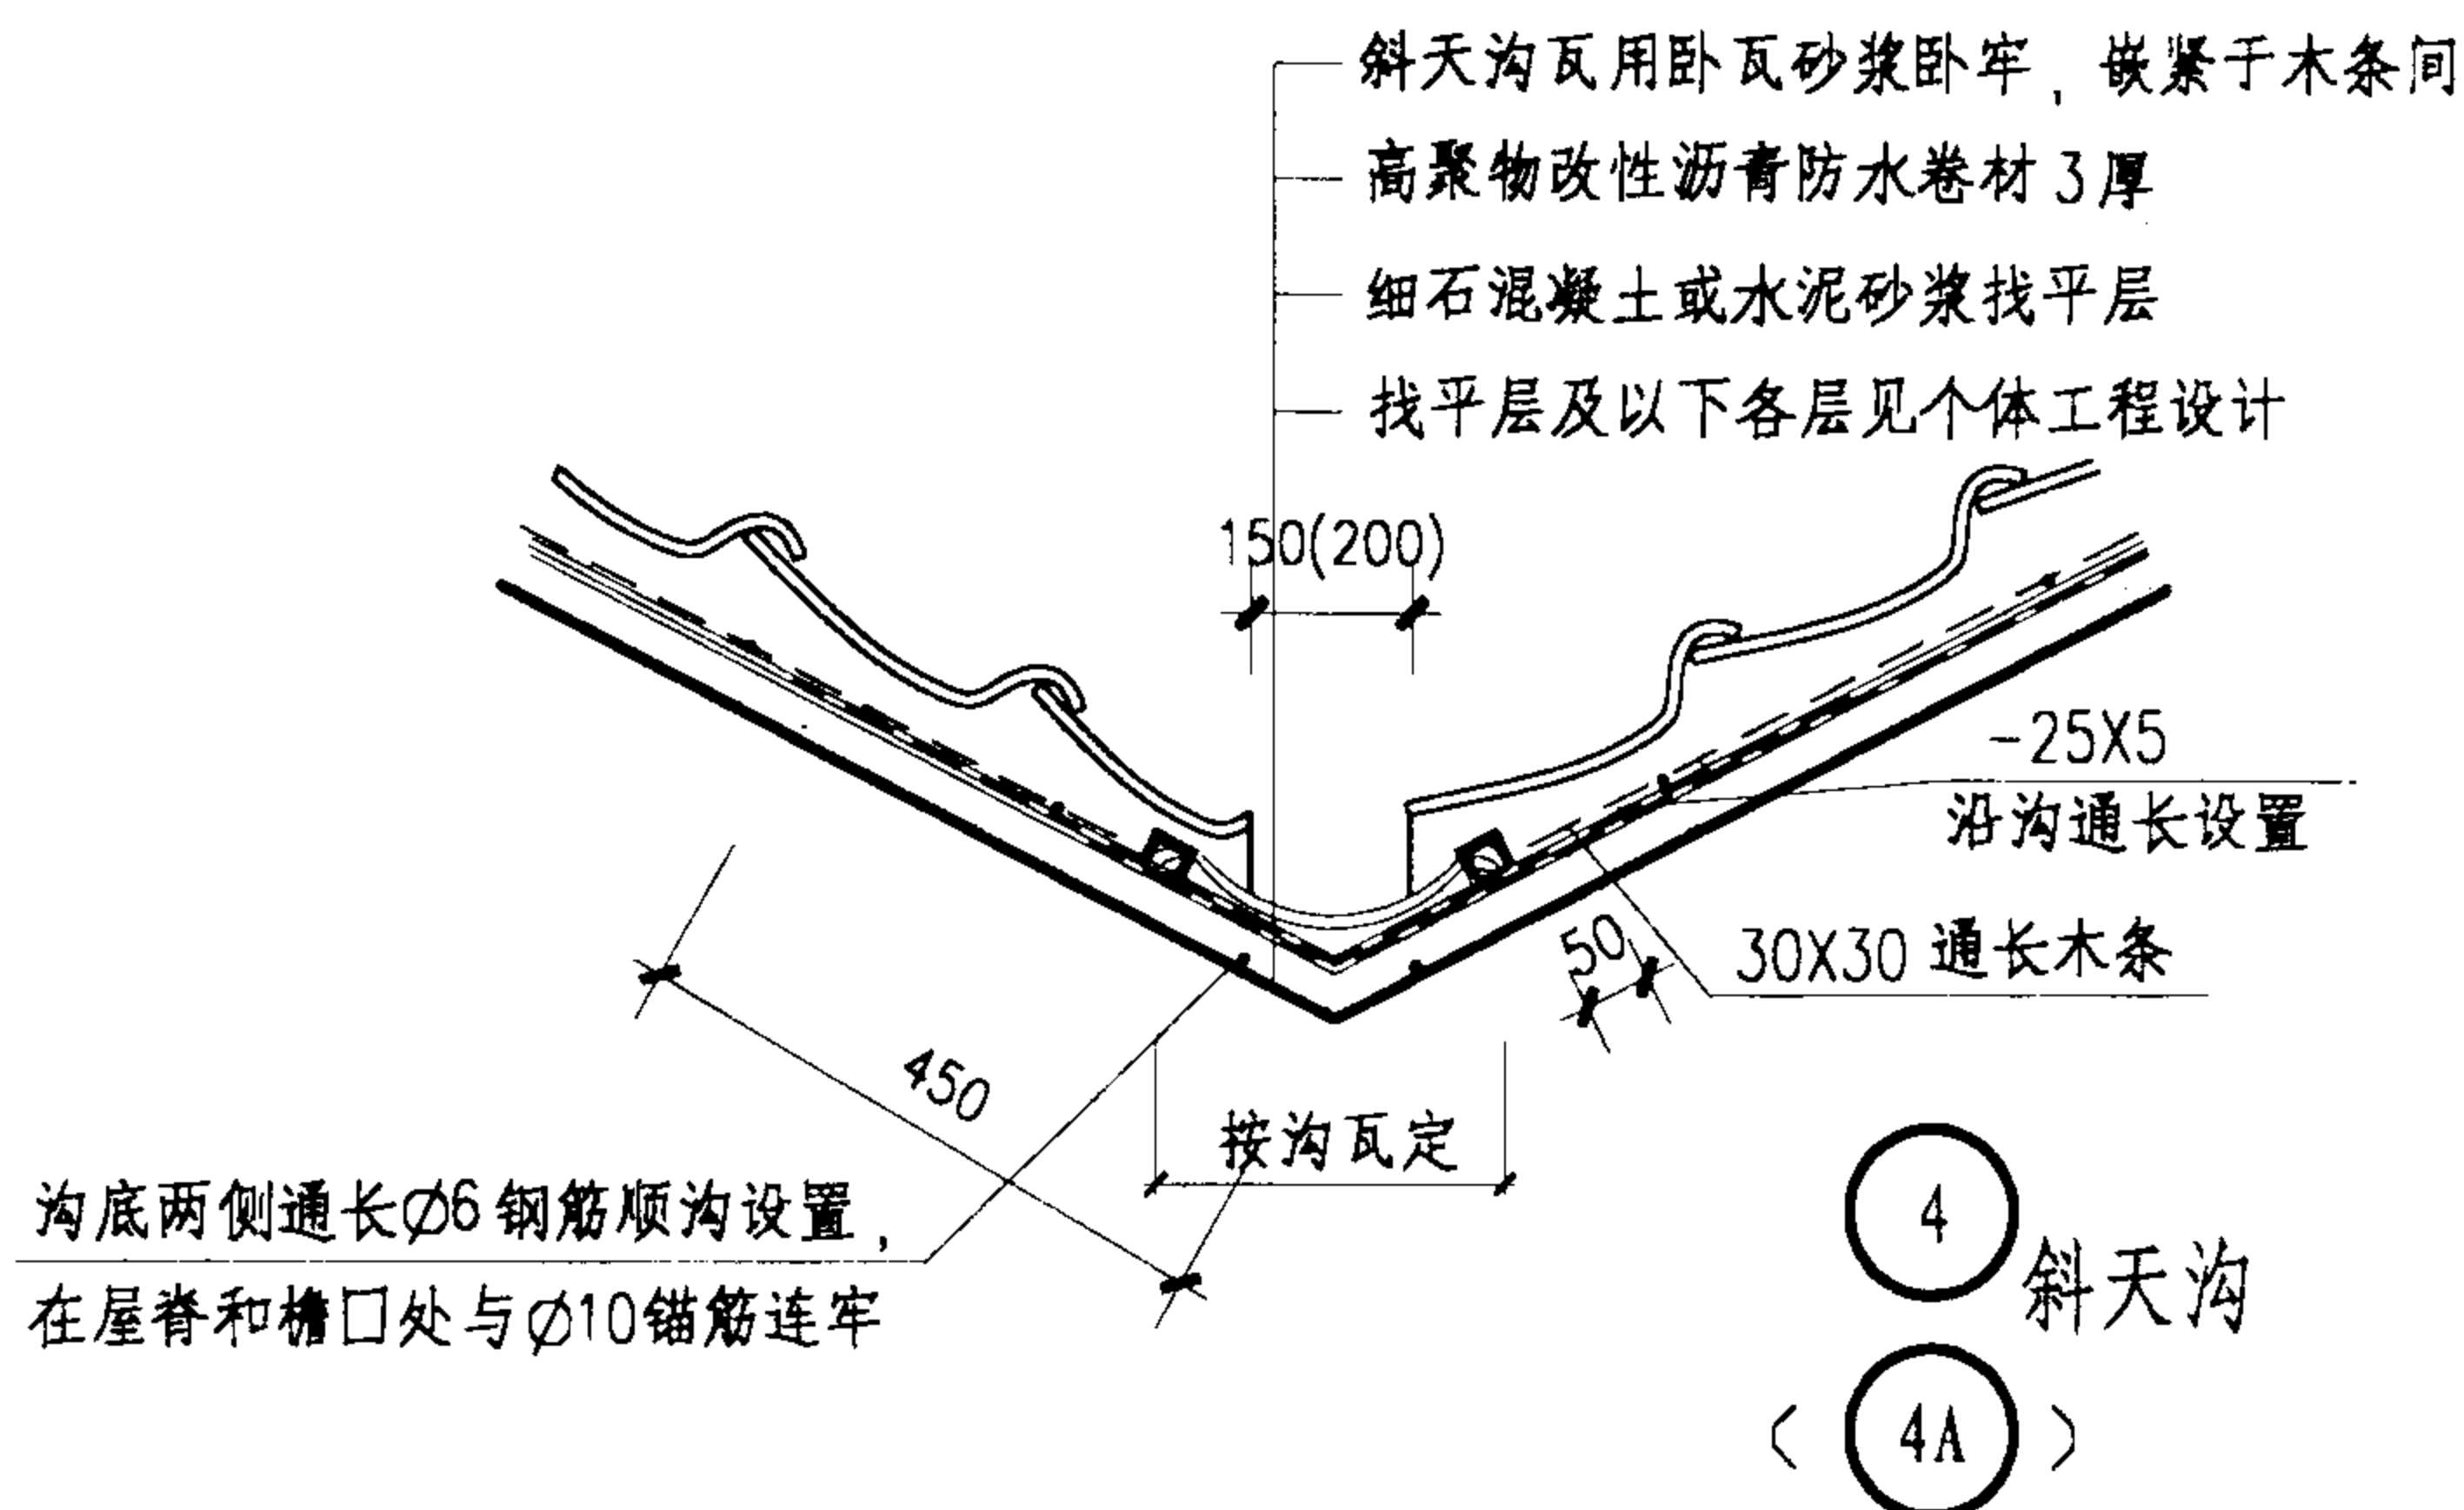 斜天沟瓦用卧瓦砂浆卧牢，嵌紧于木条间
高聚物改性沥青防水卷材3厚
细石混凝土或水泥砂浆找平层
找平层及以下各层见个体工程设计
150(200)
-25X5
沿沟通长设置
50
30X30 通长木条
450
按沟瓦定
沟底两侧通长Ø6钢筋顺沟设置，
在屋脊和檐口处与Ø10锚筋连牢
4
斜天沟
(4A)